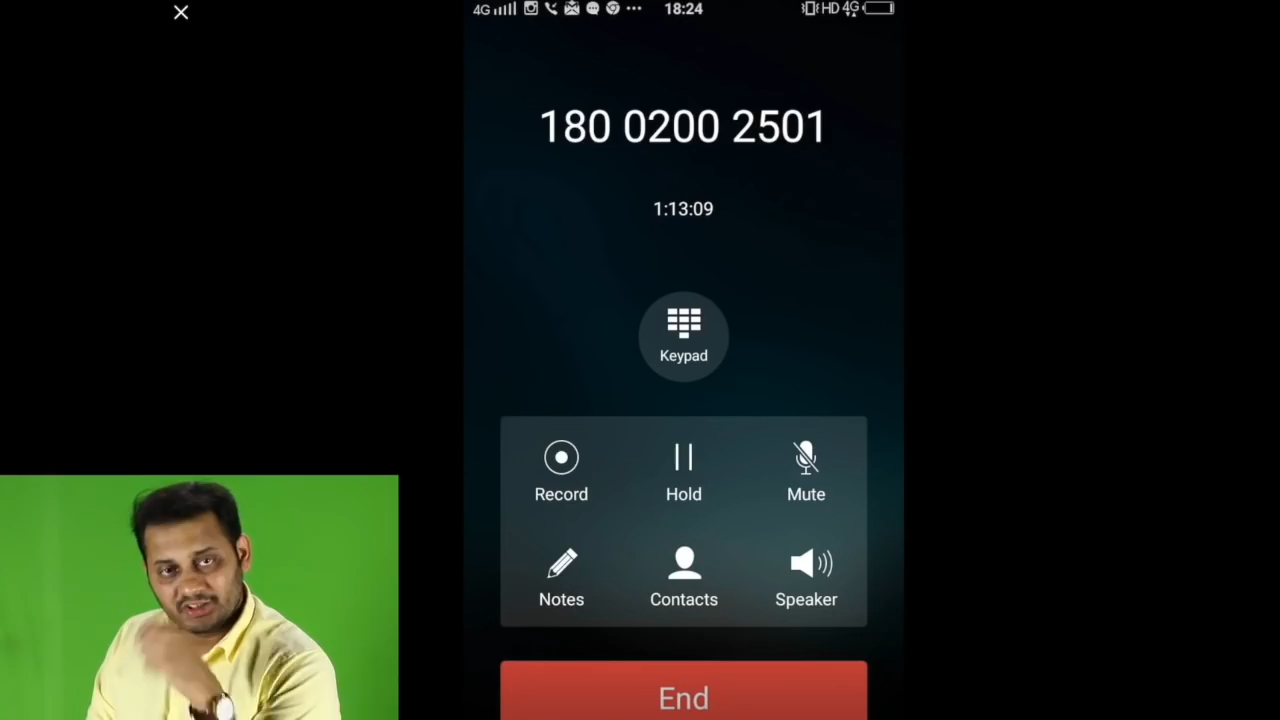 4G 18:24 HD 4G
180 0200 2501
1:13:09
Keypad
Record Hold Mute
Notes Contacts Speaker
End